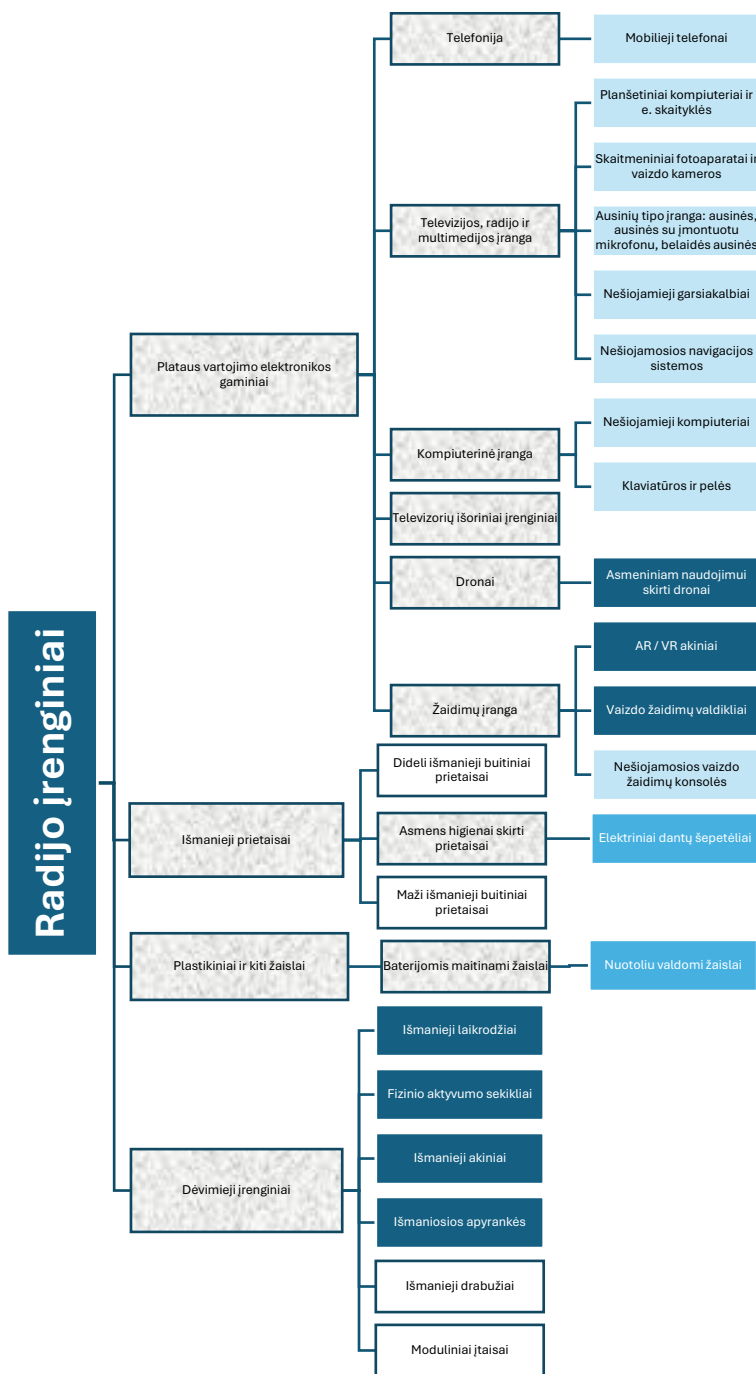 Radijo įrenginiai
Plataus vartojimo elektronikos
gaminiai
Telefonija
Mobilieji telefonai
Televizijos, radijo ir
multimedijos įranga
Planšetiniai kompiuteriai ir
e. skaityklės
Skaitmeniniai fotoaparatai ir
vaizdo kameros
Ausinių tipo įranga: ausinės,
ausinės su įmontuotu
mikrofonu, belaidės ausinės
Nešiojamieji garsiakalbiai
Nešiojamosios navigacijos
sistemos
Kompiuterinė įranga
Nešiojamieji kompiuteriai
Klaviatūros ir pelės
Televizorių išoriniai įrenginiai
Dronai
Asmeniniam naudojimui
skirti dronai
Žaidimų įranga
AR / VR akiniai
Vaizdo žaidimų valdikliai
Nešiojamosios vaizdo
žaidimų konsolės
Išmanieji prietaisai
Dideli išmanieji buitiniai
prietaisai
Asmens higienai skirti
prietaisai
Elektriniai dantų šepetėliai
Maži išmanieji buitiniai
prietaisai
Plastikiniai ir kiti žaislai
Baterijomis maitinami žaislai
Nuotoliu valdomi žaislai
Dėvimieji įrenginiai
Išmanieji laikrodžiai
Fizinio aktyvumo sekikliai
Išmanieji akiniai
Išmaniosios apyrankės
Išmanieji drabužiai
Moduliniai įtaisai